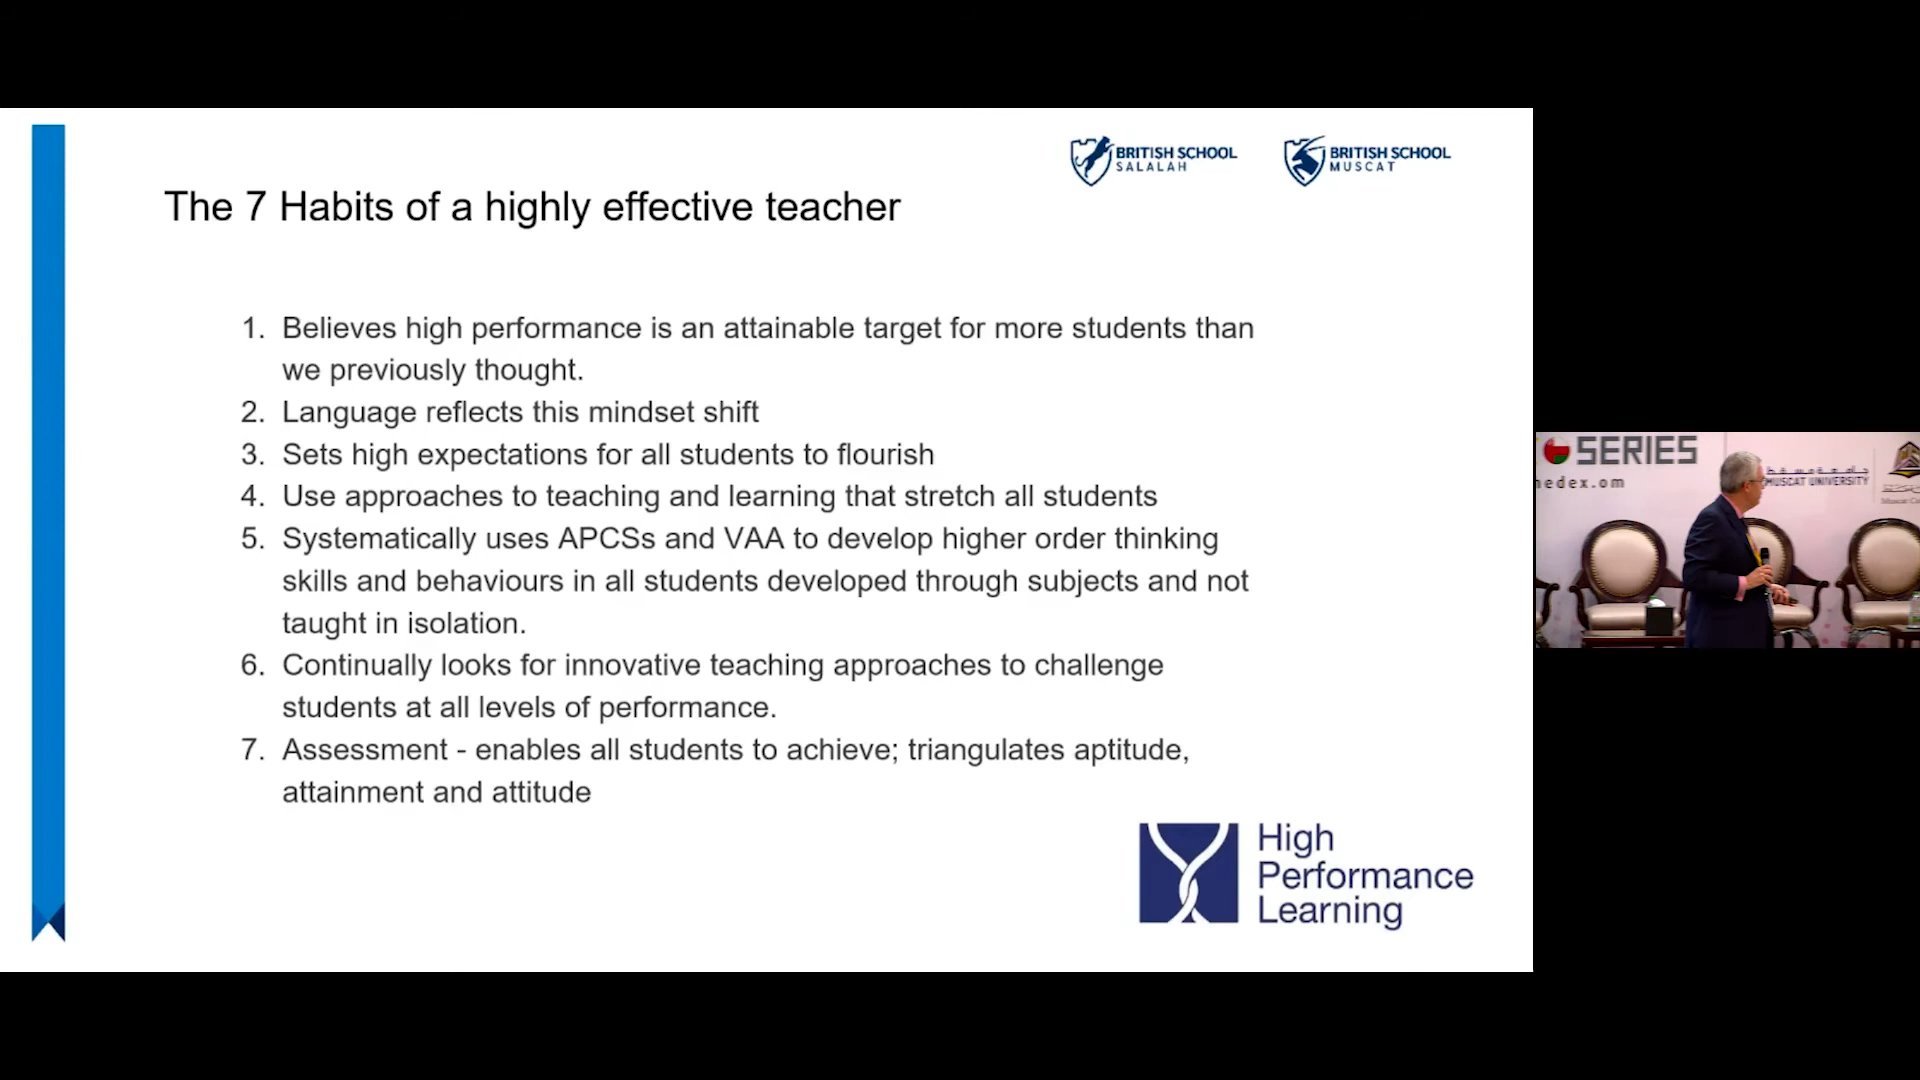 BRITISH SCHOOL
SALALAH
BRITISH SCHOOL
MUSCAT
The 7 Habits of a highly effective teacher
1. Believes high performance is an attainable target for more students than
we previously thought.
2. Language reflects this mindset shift
3. Sets high expectations for all students to flourish
4. Use approaches to teaching and learning that stretch all students
5. Systematically uses APCSs and VAA to develop higher order thinking
skills and behaviours in all students developed through subjects and not
taught in isolation.
6. Continually looks for innovative teaching approaches to challenge
students at all levels of performance.
7. Assessment - enables all students to achieve; triangulates aptitude,
attainment and attitude
High
Performance
Learning
SERIES
edex.om
جامعة مسقط
MUSCAT UNIVERSITY